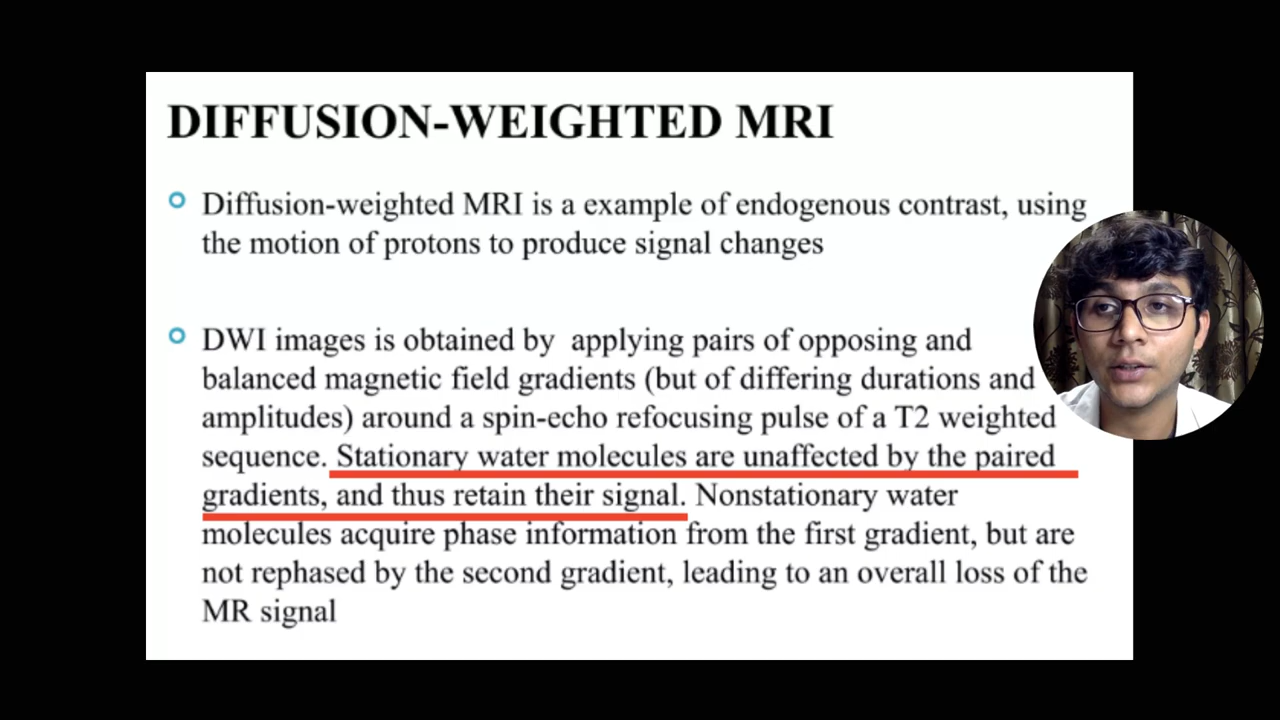 DIFFUSION-WEIGHTED MRI
Diffusion-weighted MRI is a example of endogenous contrast, using
the motion of protons to produce signal changes
DWI images is obtained by applying pairs of opposing and
balanced magnetic field gradients (but of differing durations and
amplitudes) around a spin-echo refocusing pulse of a T2 weighted
sequence. Stationary water molecules are unaffected by the paired
gradients, and thus retain their signal. Nonstationary water
molecules acquire phase information from the first gradient, but are
not rephased by the second gradient, leading to an overall loss of the
MR signal